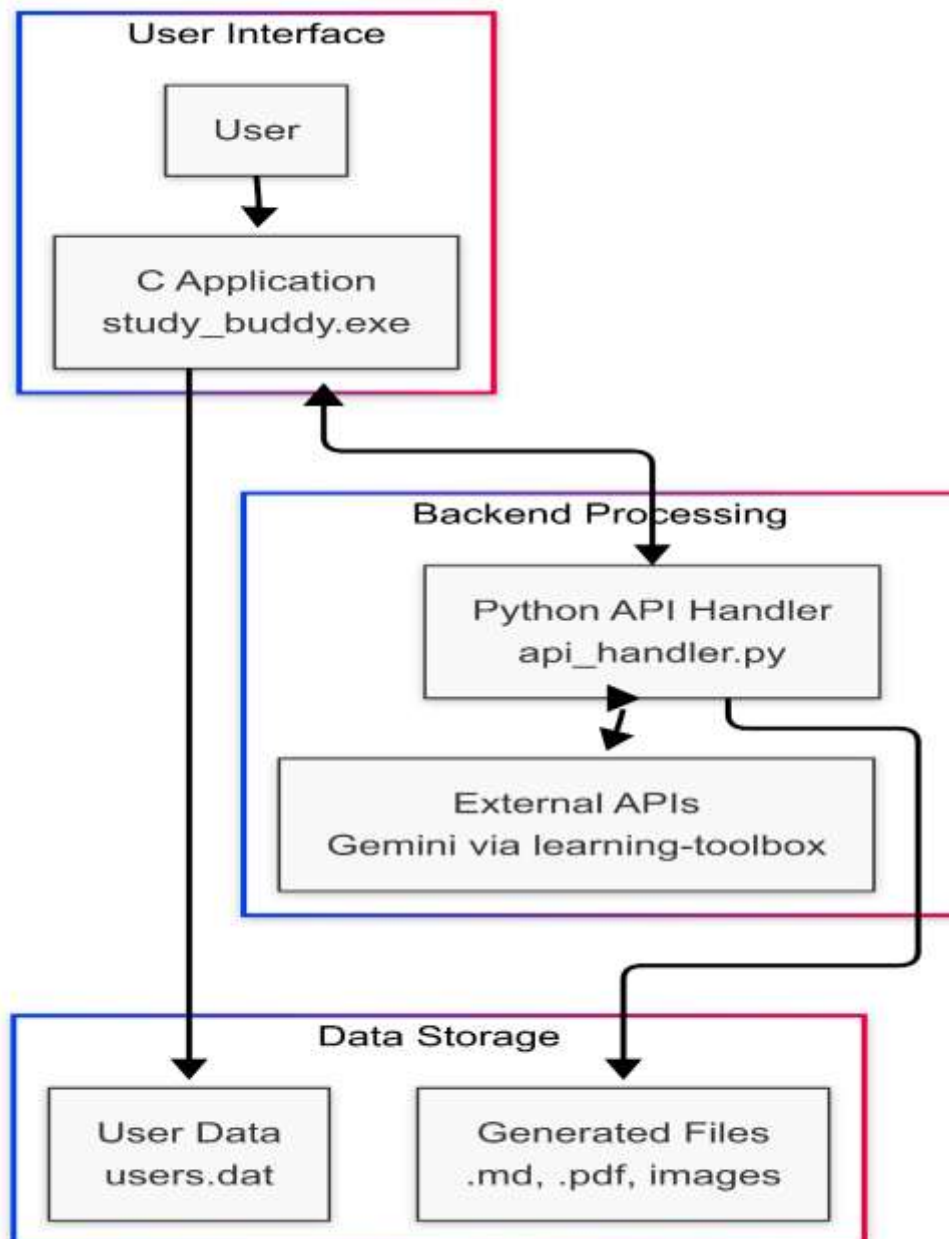 User Interface
User
C Application
study_buddy.exe
Backend Processing
Python API Handler
api_handler.py
External APIs
Gemini via learning-toolbox
Data Storage
User Data
users.dat
Generated Files
.md, .pdf, images